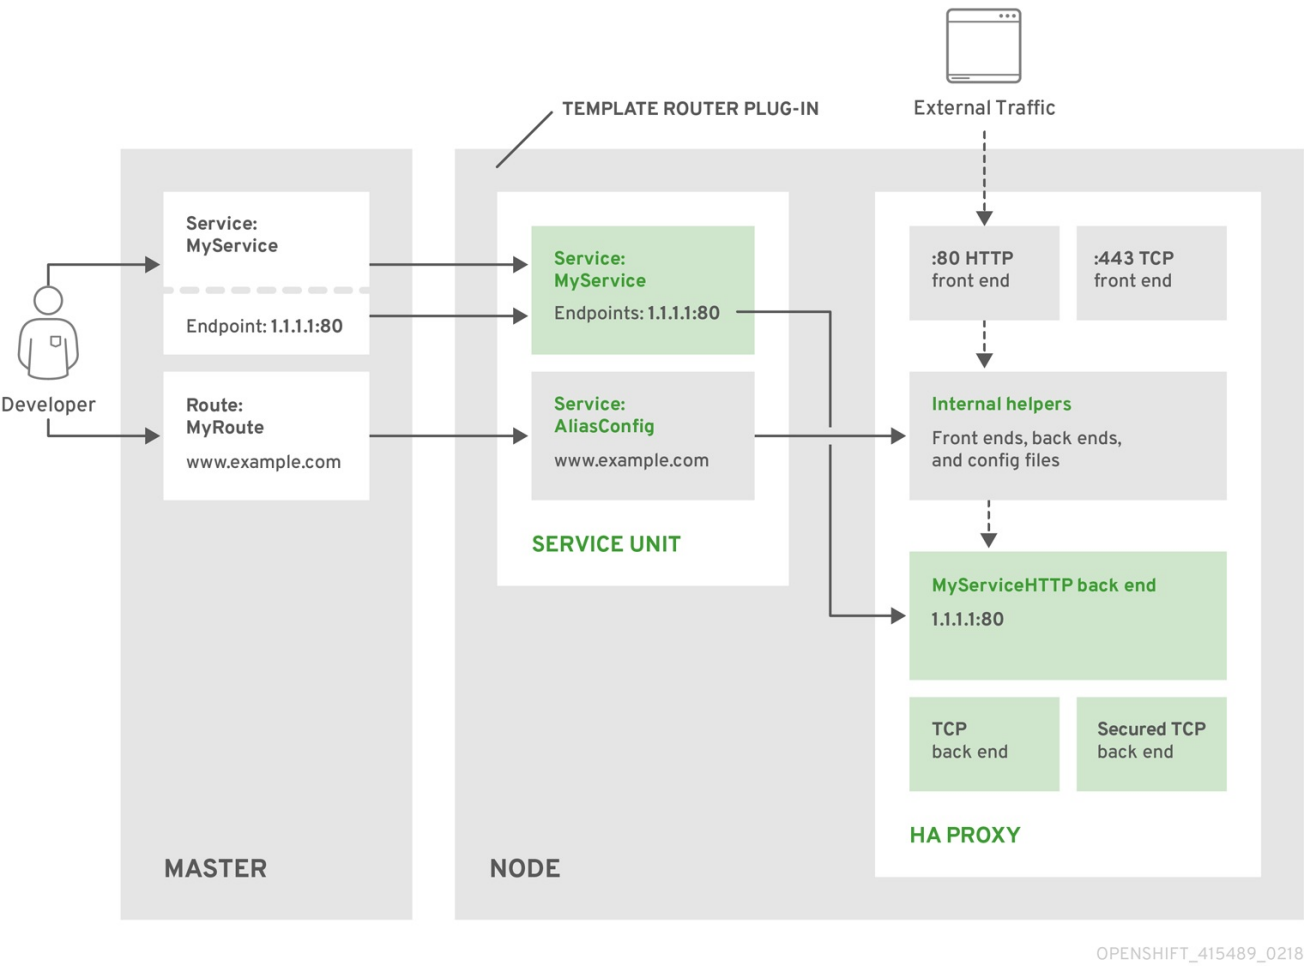 External Traffic
TEMPLATE ROUTER PLUG-IN
Developer
Service:
MyService
Endpoint: 1.1.1.1:80
Route:
MyRoute
www.example.com
MASTER
Service:
MyService
Endpoints: 1.1.1.1:80
Service:
AliasConfig
www.example.com
SERVICE UNIT
NODE
:80 HTTP
front end
:443 TCP
front end
Internal helpers
Front ends, back ends,
and config files
MyServiceHTTP back end
1.1.1.1:80
TCP
back end
Secured TCP
back end
HA PROXY
OPENSHIFT_415489_0218